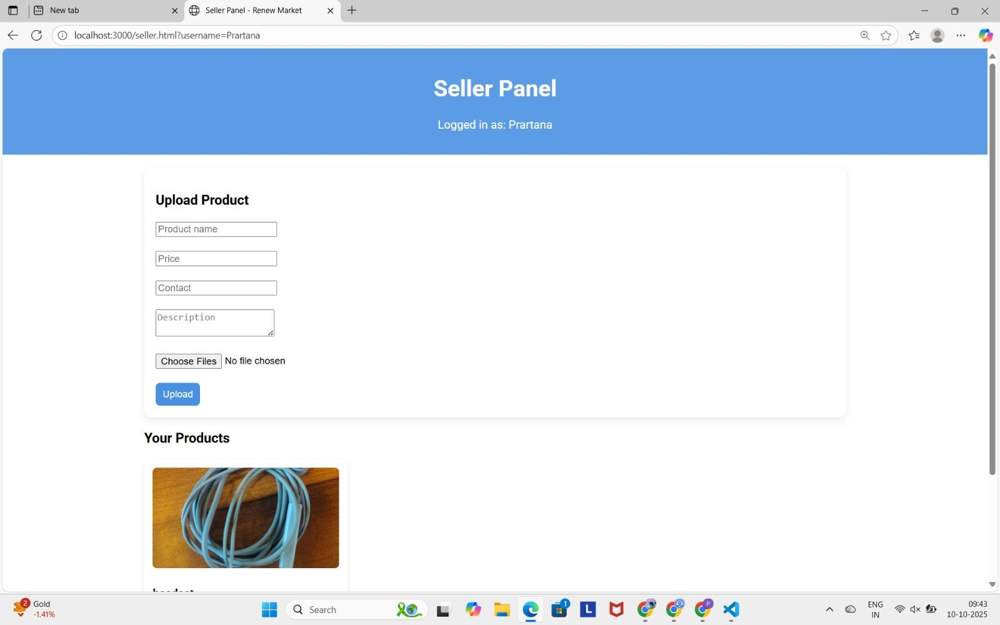 New tab
Seller Panel - Renew Market
localhost:3000/seller.html?username=Prartana
Seller Panel
Logged in as: Prartana
Upload Product
Product name
Price
Contact
Description
Choose Files No file chosen
Upload
Your Products
2
Gold
-1.41%
Search
1
L
P
ENG
IN
09:43
10-10-2025